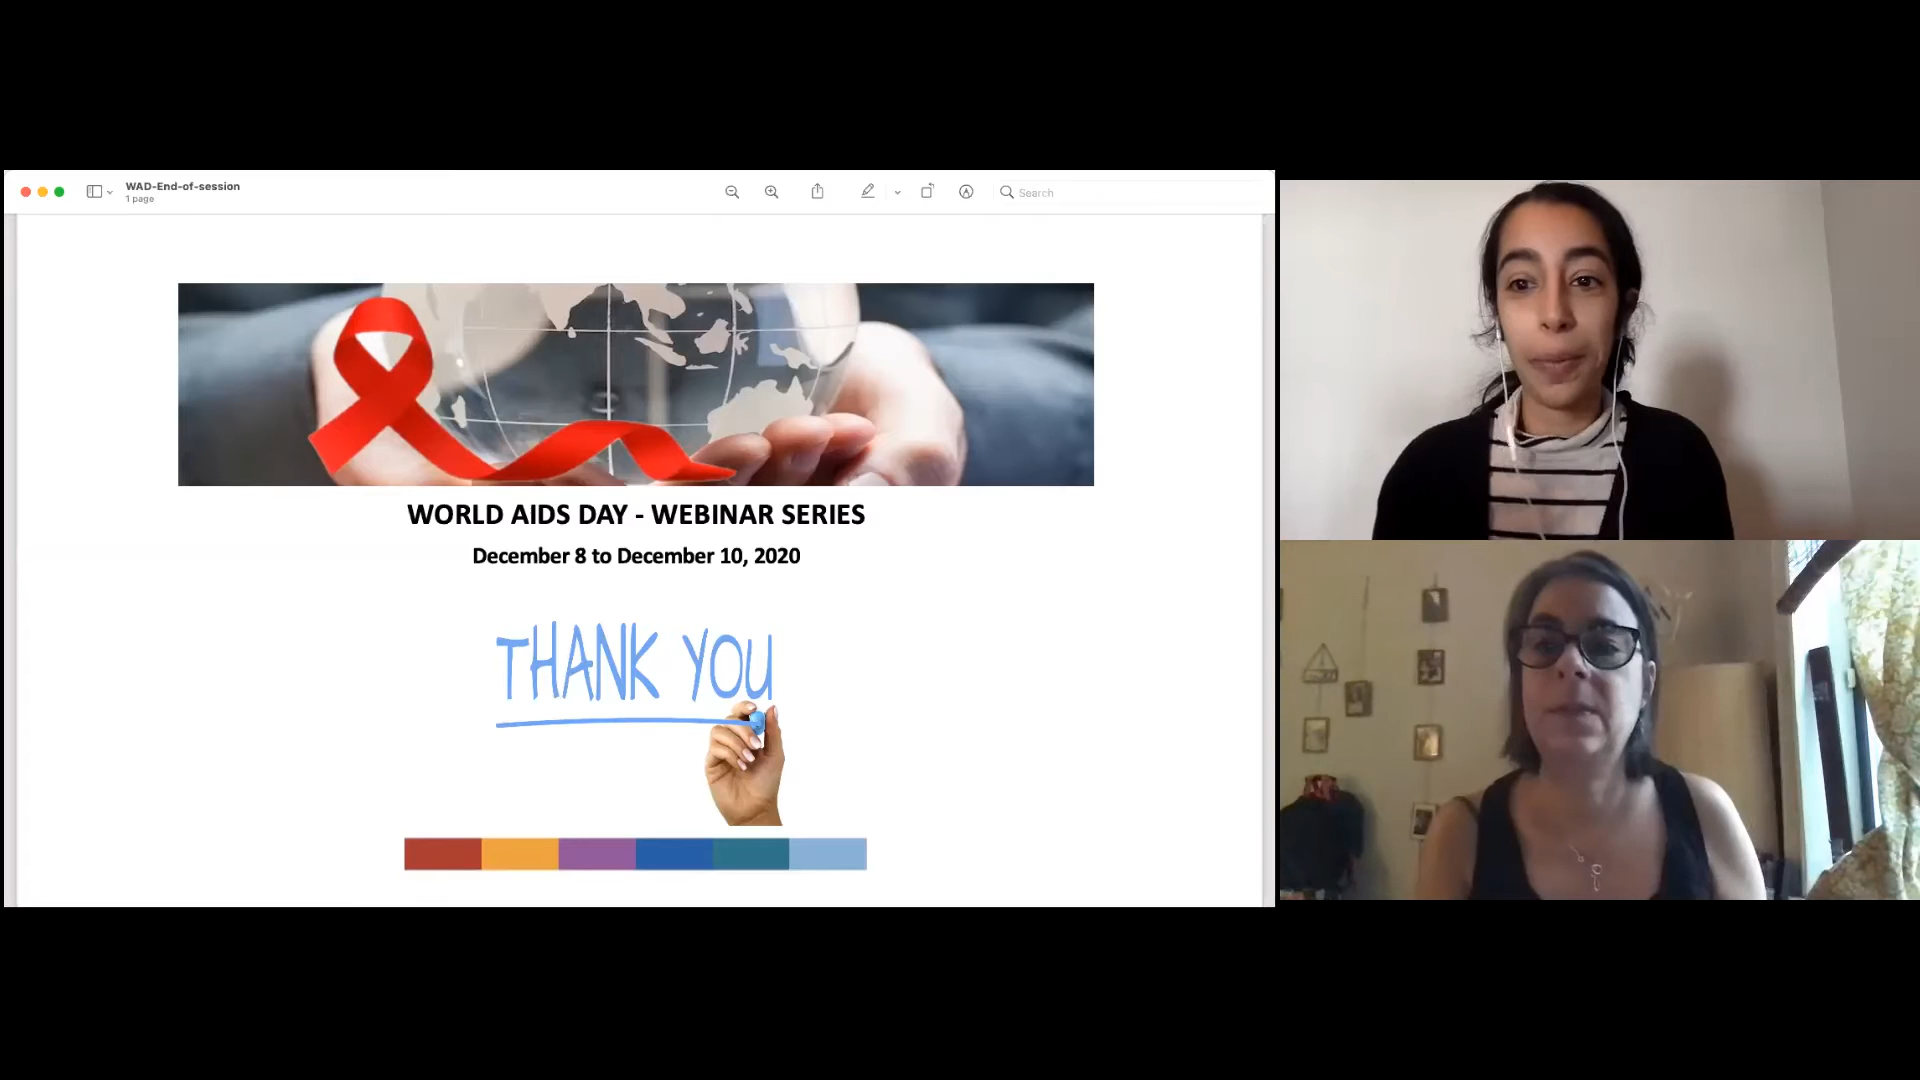 WAD-End-of-session
1 page
Search
WORLD AIDS DAY - WEBINAR SERIES
December 8 to December 10, 2020
THANK YOU